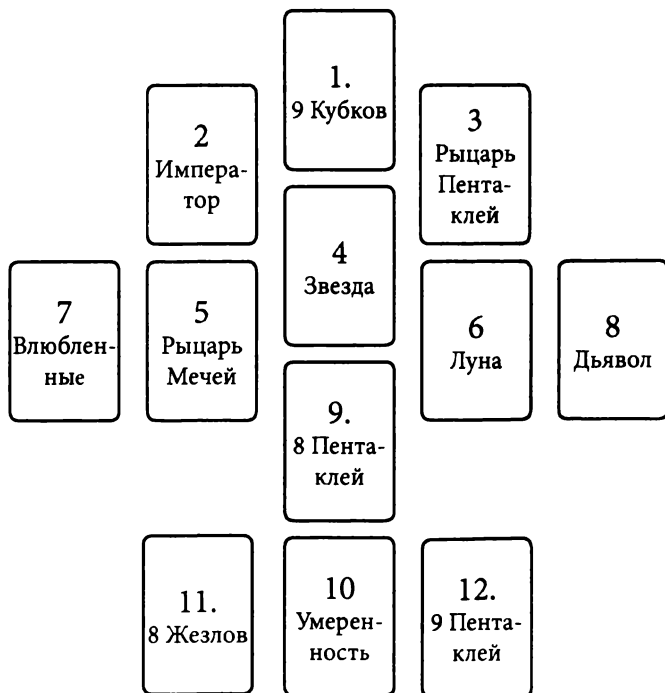 1.
9 Кубков
2
Импера-
тор
3
Рыцарь
Пента-
клей
4
Звезда
7
Влюблен-
ные
5
Рыцарь
Мечей
6
Луна
8
Дьявол
9.
8 Пента-
клей
11.
8 Жезлов
10
Умерен-
ность
12.
9 Пента-
клей